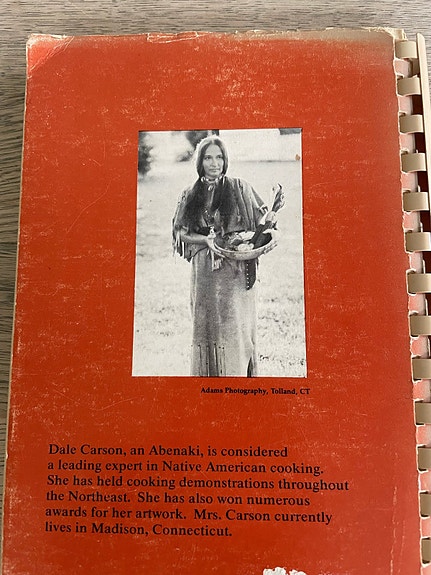 Adams Photography, Tolland, CT
Dale Carson, an Abenaki, is considered
a leading expert in Native American cooking.
She has held cooking demonstrations throughout
the Northeast. She has also won numerous
awards for her artwork. Mrs. Carson currently
lives in Madison, Connecticut.